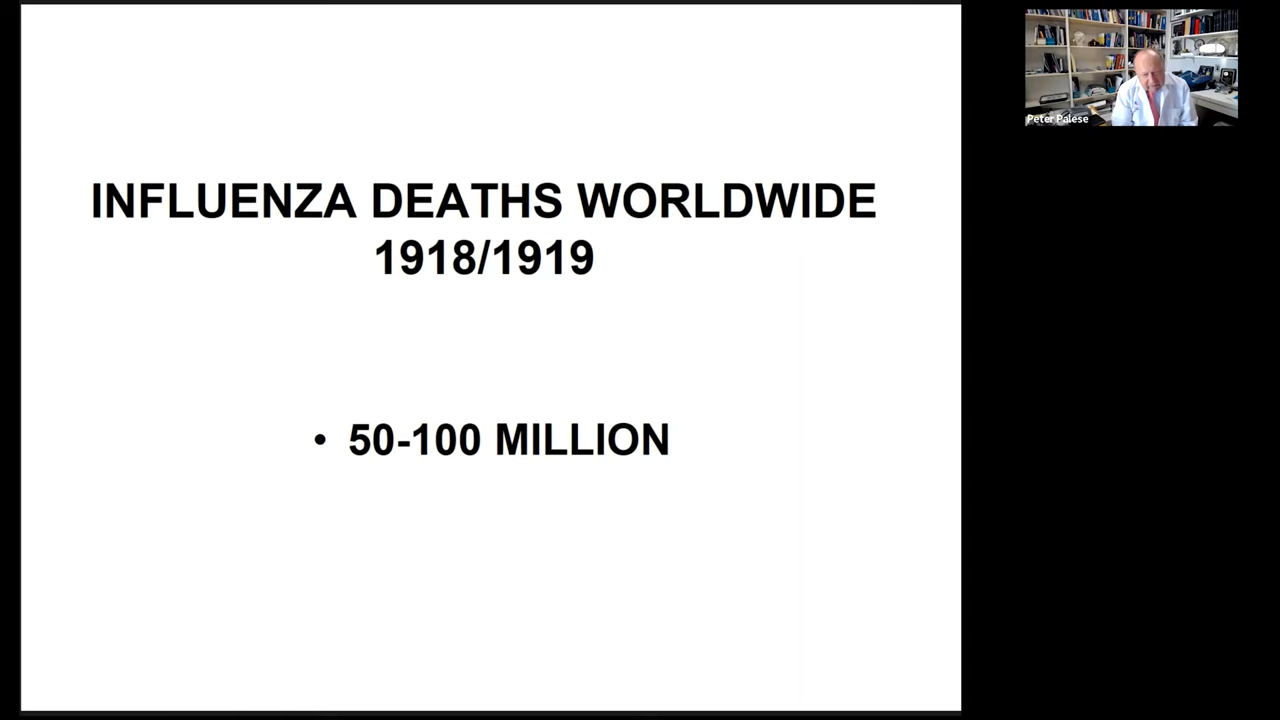 INFLUENZA DEATHS WORLDWIDE
1918/1919
• 50-100 MILLION
Peter Palese